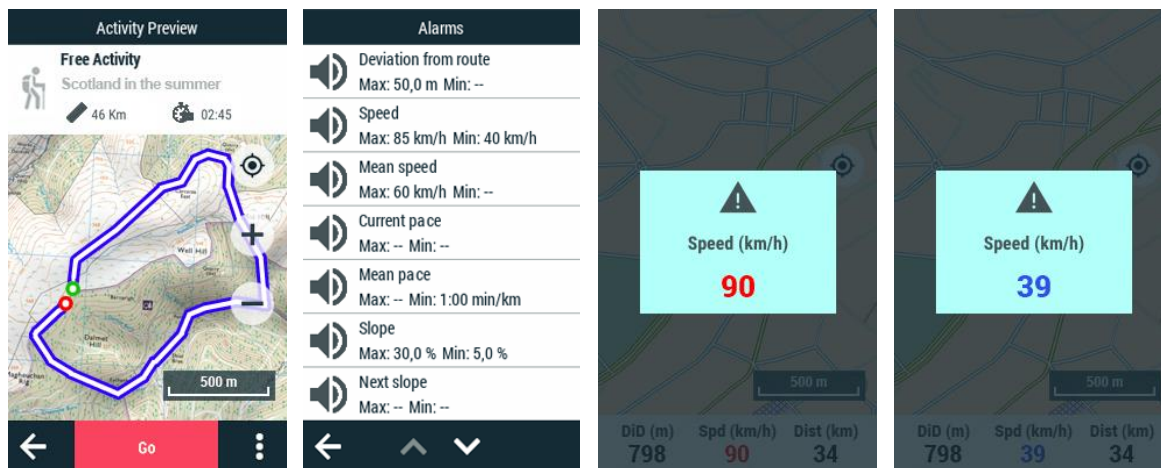 Activity Preview
Free Activity
Scotland in the summer
46 Km 02:45
Wall Hill
Dalmet
Hill
500 m
Go
Alarms
Deviation from route
Max: 50,0 m Min: --
Speed
Max: 85 km/h Min: 40 km/h
Mean speed
Max: 60 km/h Min: --
Current pace
Max: -- Min: --
Mean pace
Max: -- Min: 1:00 min/km
Slope
Max: 30,0 % Min: 5,0 %
Next slope
Max: -- Min: --
Speed (km/h)
90
500 m
DiD (m) Spd (km/h) Dist (km)
798 90 34
Speed (km/h)
39
500 m
DiD (m) Spd (km/h) Dist (km)
798 39 34